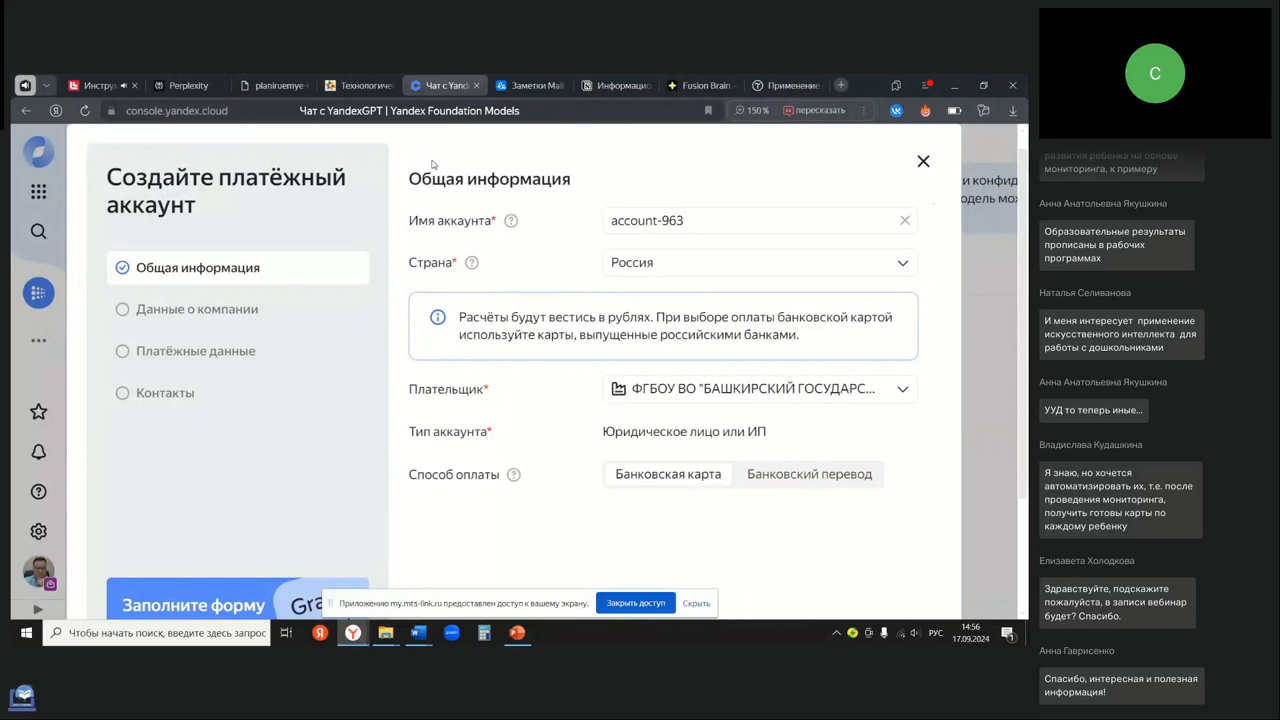 Инстру
Perplexity
planiruemye-
Технологиче
Чат с Yand
Заметки Mail
Информацио
Fusion Brain -
Применение
console.yandex.cloud
Чат с YandexGPT | Yandex Foundation Models
150 %
пересказать
Создайте платёжный
аккаунт
Общая информация
Данные о компании
Платёжные данные
Контакты
Заполните форму
Gra
Общая информация
Имя аккаунта*
account-963
Страна*
Россия
Расчёты будут вестись в рублях. При выборе оплаты банковской картой
используйте карты, выпущенные российскими банками.
Плательщик*
ФГБОУ ВО "БАШКИРСКИЙ ГОСУДАРС...
Тип аккаунта*
Юридическое лицо или ИП
Способ оплаты
Банковская карта
Банковский перевод
и конфид
одель мож
Приложению my.mts-link.ru предоставлен доступ к вашему экрану.
Закрыть доступ
Скрыть
Чтобы начать поиск, введите здесь запрос
РУС
14:56
17.09.2024
С
развития ребенка на основе
мониторинга, к примеру
Анна Анатольевна Якушкина
Образовательные результаты
прописаны в рабочих
программах
Наталья Селиванова
И меня интересует применение
искусственного интеллекта для
работы с дошкольниками
Анна Анатольевна Якушкина
УУД то теперь иные...
Владислава Кудашкина
Я знаю, но хочется
автоматизировать их, т.е. после
проведения мониторинга,
получить готовы карты по
каждому ребенку
Елизавета Холодкова
Здравствуйте, подскажите
пожалуйста, в записи вебинар
будет? Спасибо.
Анна Гаврисенко
Спасибо, интересная и полезная
информация!